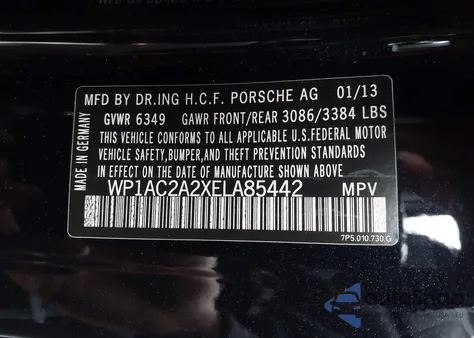 MFD BY DR.ING H.C.F. PORSCHE AG 01/13
GVWR 6349 GAWR FRONT/REAR 3086/3384 LBS
THIS VEHICLE CONFORMS TO ALL APPLICABLE U.S.FEDERAL MOTOR
VEHICLE SAFETY,BUMPER,AND THEFT PREVENTION STANDARDS IN
EFFECT ON THE DATE OF MANUFACTURE SHOWN ABOVE.
WP1AC2A2XELA85442 MPV
MADE IN GERMANY
7P5.010.730.G